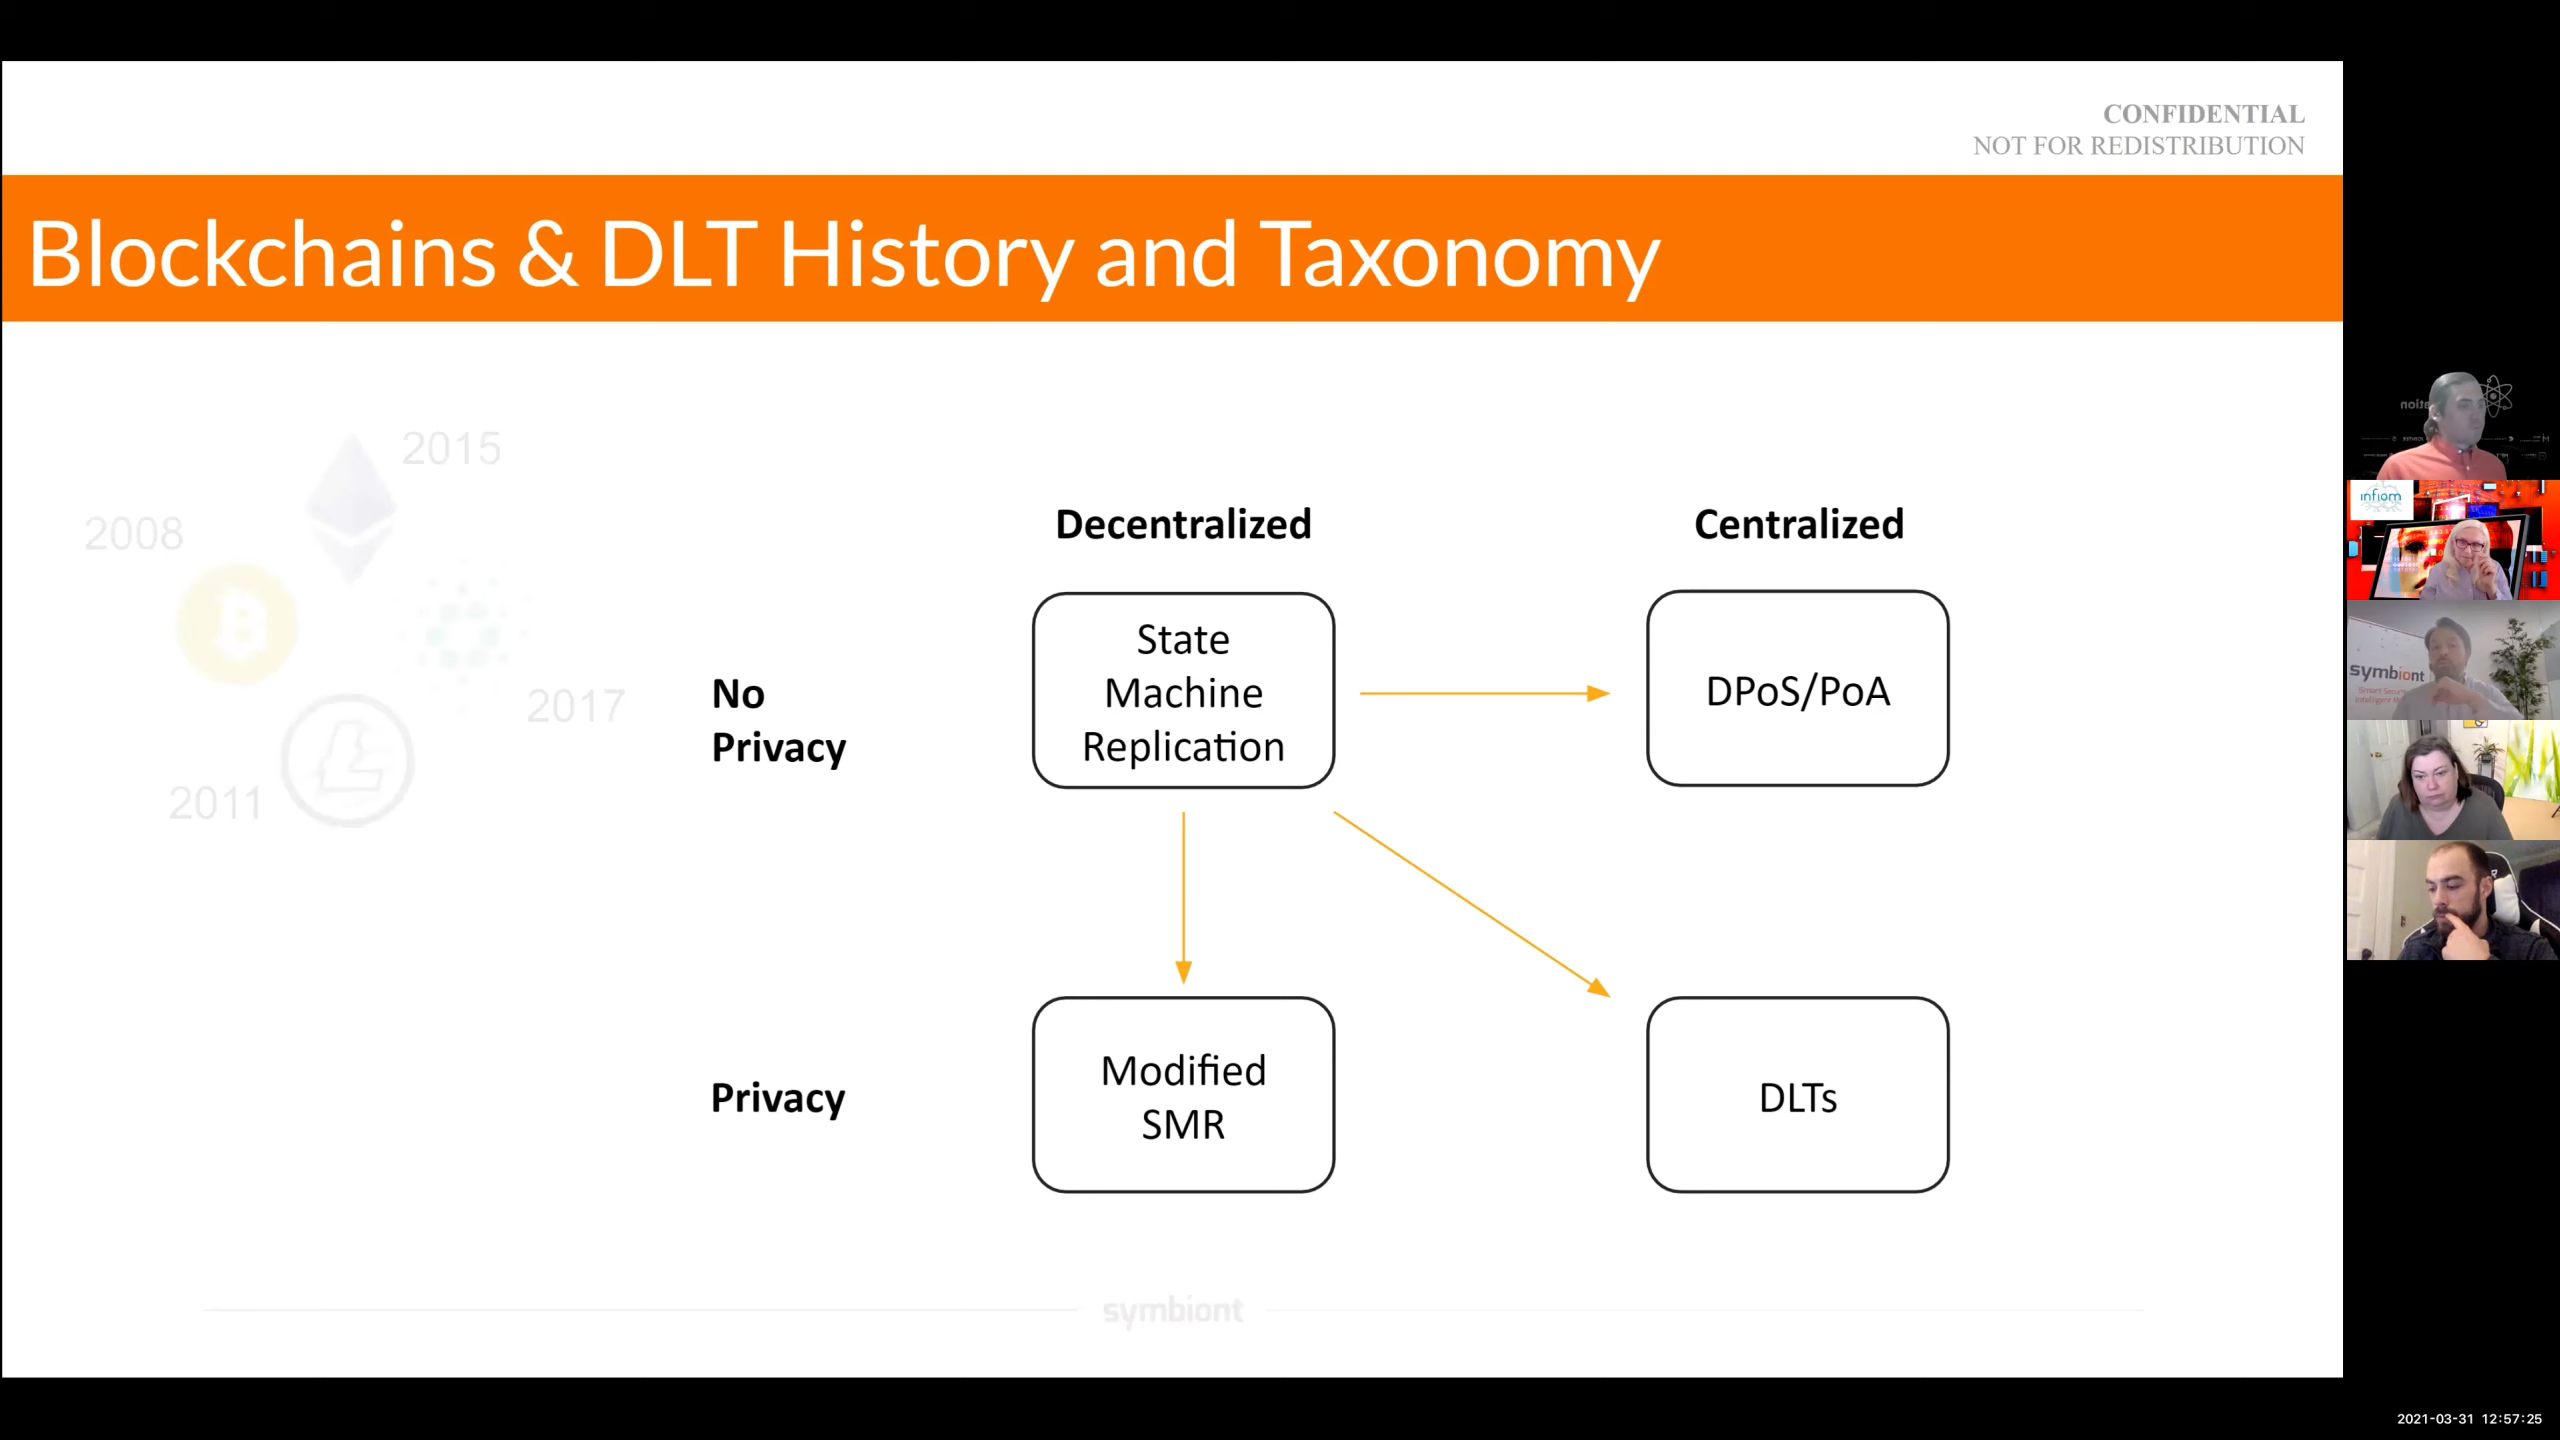 CONFIDENTIAL
NOT FOR REDISTRIBUTION
Blockchains & DLT History and Taxonomy
2015
2008
2017
2011
Decentralized
Centralized
No
Privacy
State
Machine
Replication
DPoS/PoA
Privacy
Modified
SMR
DLTs
symbiont
infiom
symbiont
2021-03-31 12:57:25